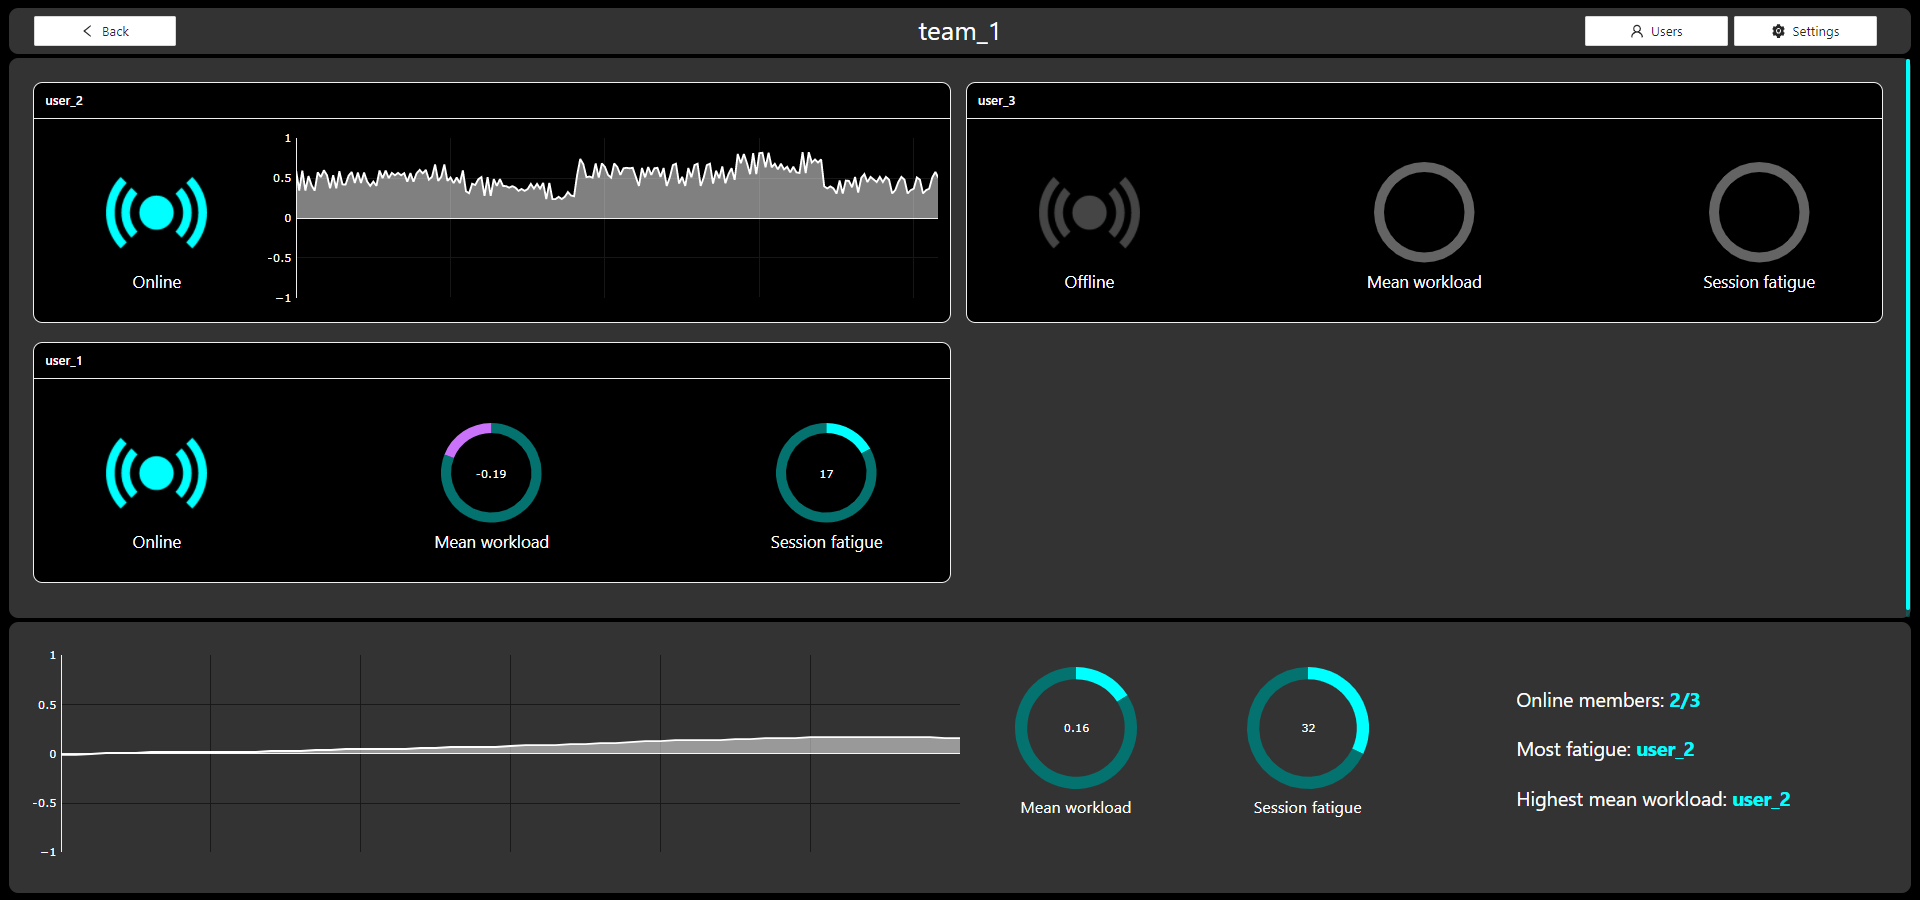 Back
team_1
Users
Settings
user_2
1
0.5
0
-0.5
−1
Online
user_3
Offline
Mean workload
Session fatigue
user_1
-0.19
17
Online
Mean workload
Session fatigue
1
0.5
0
-0.5
−1
0.16
32
Mean workload
Session fatigue
Online members: 2/3
Most fatigue: user_2
Highest mean workload: user_2